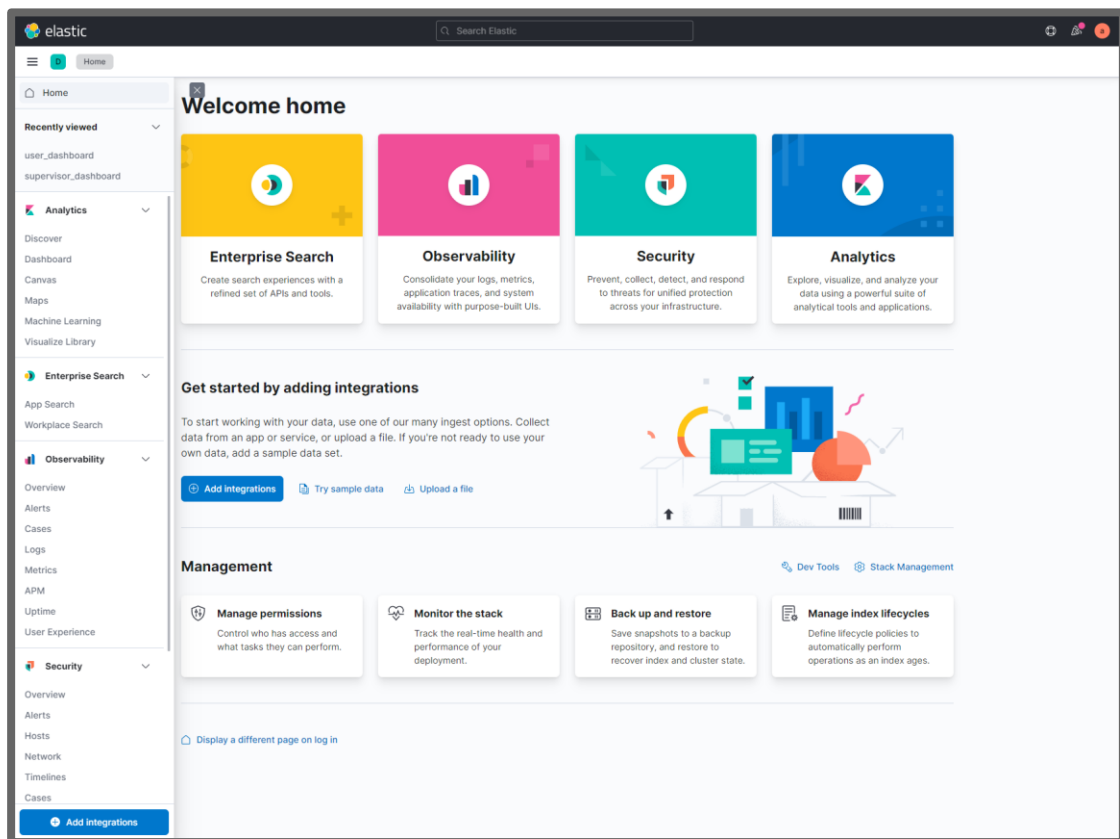 elastic
Search Elastic
a
D
Home
Home
Recently viewed
user_dashboard
supervisor_dashboard
Analytics
Discover
Dashboard
Canvas
Maps
Machine Learning
Visualize Library
Enterprise Search
App Search
Workplace Search
Observability
Overview
Alerts
Cases
Logs
Metrics
APM
Uptime
User Experience
Security
Overview
Alerts
Hosts
Network
Timelines
Cases
Add integrations
Welcome home
Enterprise Search
Create search experiences with a
refined set of APIs and tools.
Observability
Consolidate your logs, metrics,
application traces, and system
availability with purpose-built UIs.
Security
Prevent, collect, detect, and respond
to threats for unified protection
across your infrastructure.
Analytics
Explore, visualize, and analyze your
data using a powerful suite of
analytical tools and applications.
Get started by adding integrations
To start working with your data, use one of our many ingest options. Collect
data from an app or service, or upload a file. If you're not ready to use your
own data, add a sample data set.
Add integrations
Try sample data
Upload a file
Management
Dev Tools
Stack Management
Manage permissions
Control who has access and
what tasks they can perform.
Monitor the stack
Track the real-time health and
performance of your
deployment.
Back up and restore
Save snapshots to a backup
repository, and restore to
recover index and cluster state.
Manage index lifecycles
Define lifecycle policies to
automatically perform
operations as an index ages.
Display a different page on log in